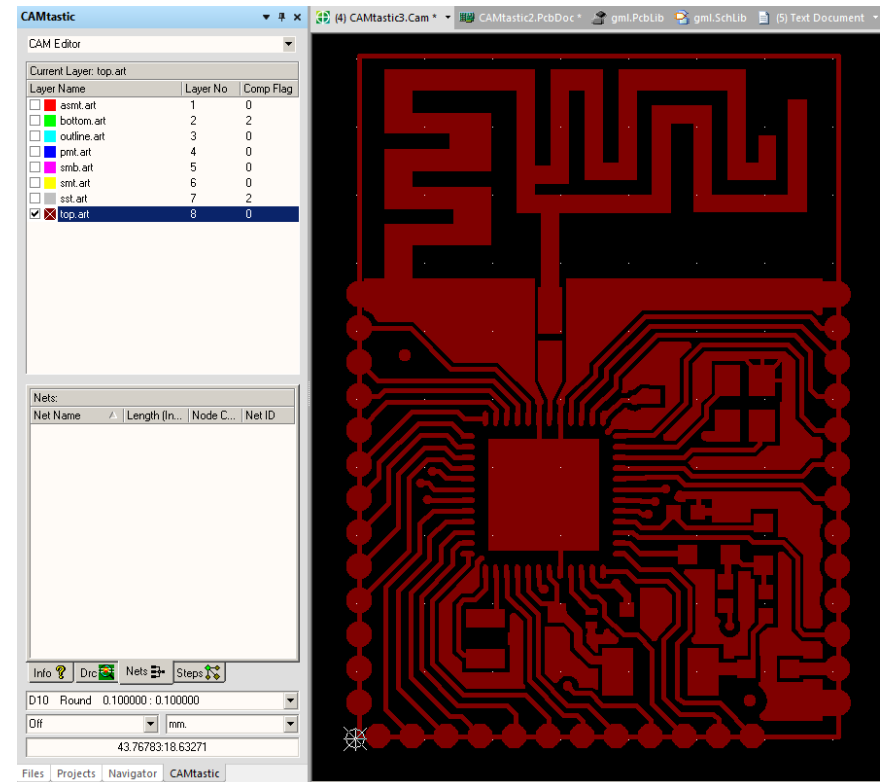 CAMtastic
(4) CAMtastic3.Cam * CAMtastic2.PcbDoc * gml.PcbLib gml.SchLib (5) Text Document
CAM Editor
Current Layer: top.art
Layer Name Layer No Comp Flag
asmt.art 1 0
bottom.art 2 2
outline.art 3 0
pmt.art 4 0
smb.art 5 0
smt.art 6 0
sst.art 7 2
top.art 8 0
Nets:
Net Name Length (In... Node C... Net ID
Info Drc Nets Steps
D10 Round 0.100000 : 0.100000
Off mm.
43.76783:18.63271
Files Projects Navigator CAMtastic